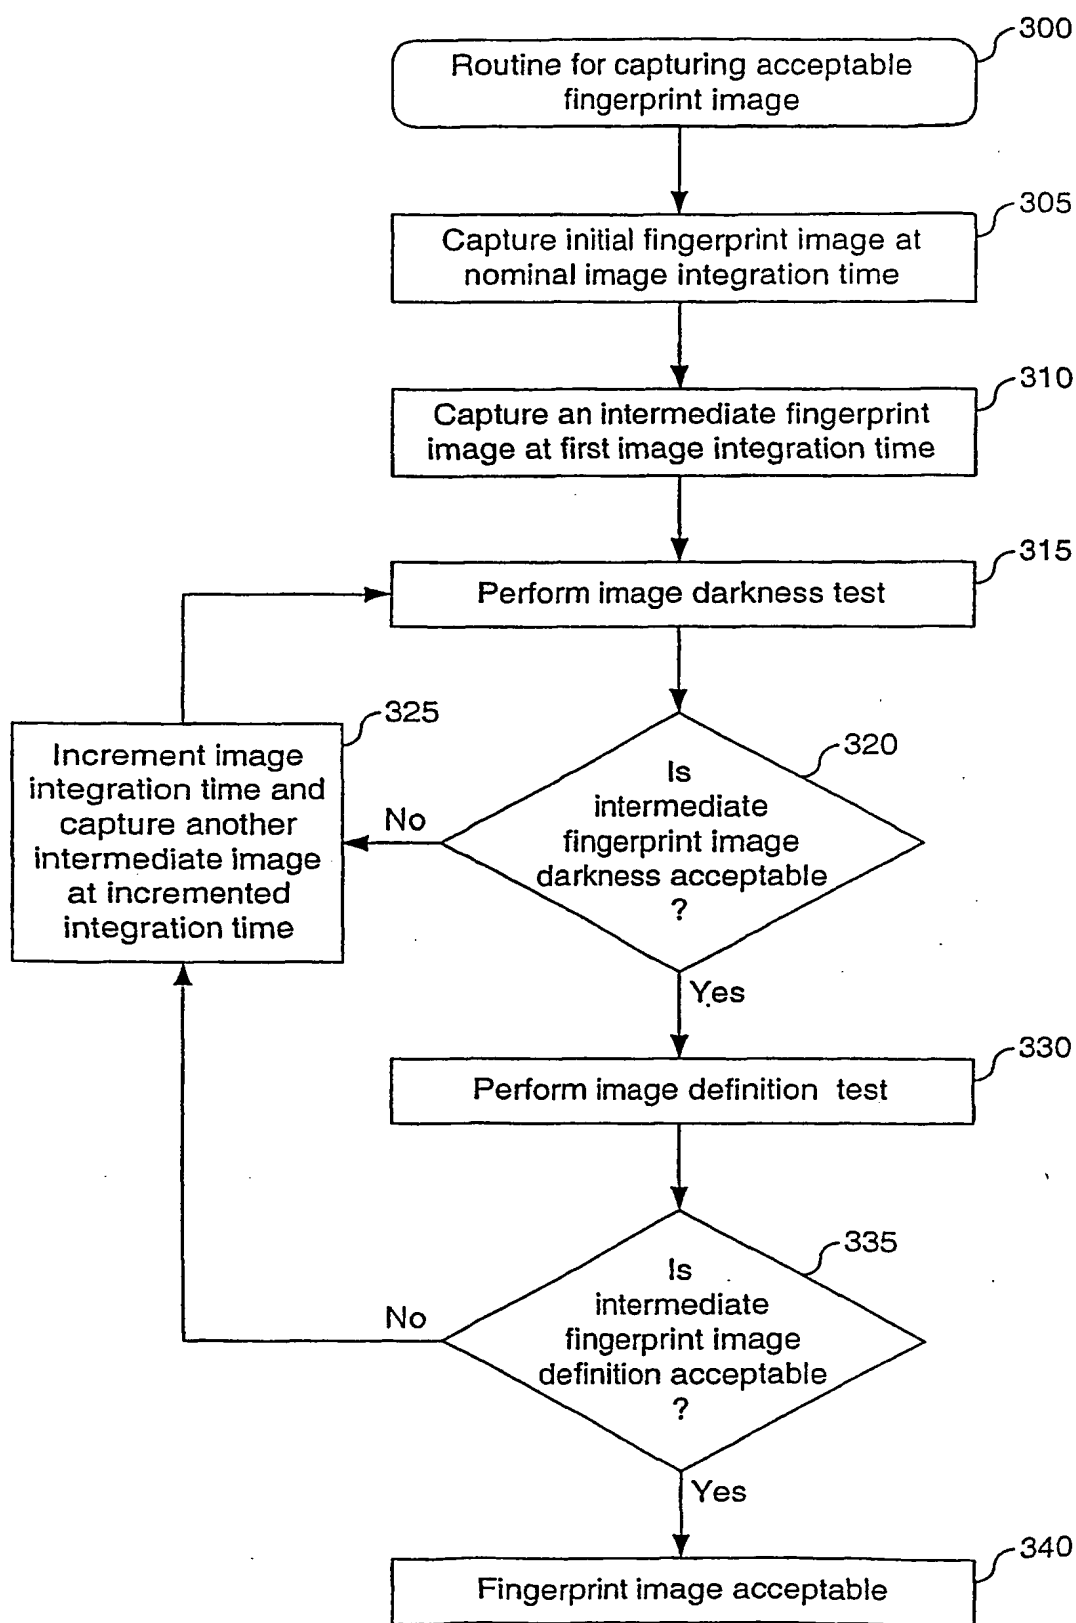 300
Routine for capturing acceptable
fingerprint image
305
Capture initial fingerprint image at
nominal image integration time
310
Capture an intermediate fingerprint
image at first image integration time
315
Perform image darkness test
325
Increment image
integration time and
capture another
intermediate image
at incremented
integration time
320
Is
intermediate
fingerprint image
darkness acceptable
?
No
Yes
330
Perform image definition test
335
Is
intermediate
fingerprint image
definition acceptable
?
No
Yes
340
Fingerprint image acceptable